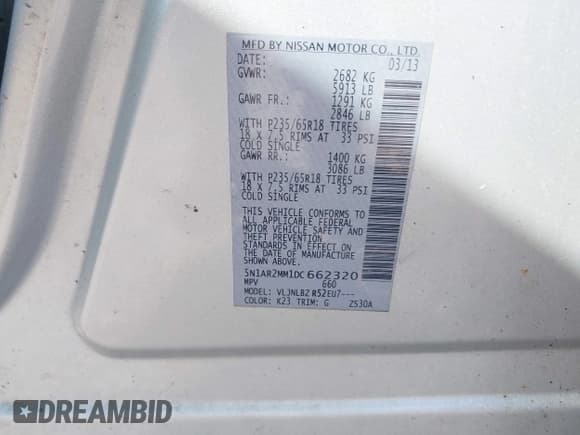 MFD BY NISSAN MOTOR CO., LTD.
DATE: 03/13
GVWR: 2682 KG
5913 LB
GAWR FR.: 1291 KG
2846 LB
WITH P235/65R18 TIRES
18 X 7.5 RIMS AT 33 PSI
COLD SINGLE
GAWR RR.: 1400 KG
3086 LB
WITH P235/65R18 TIRES
18 X 7.5 RIMS AT 33 PSI
COLD SINGLE
THIS VEHICLE CONFORMS TO
ALL APPLICABLE FEDERAL
MOTOR VEHICLE SAFETY AND
THEFT PREVENTION
STANDARDS IN EFFECT ON
THE DATE OF MANUFACTURE
SHOWN ABOVE.
5N1AR2MM1DC662320
MPV 660
MODEL: VLJNLBZ R52EU7---
COLOR: K23 TRIM: G 2530A
DREAMBID